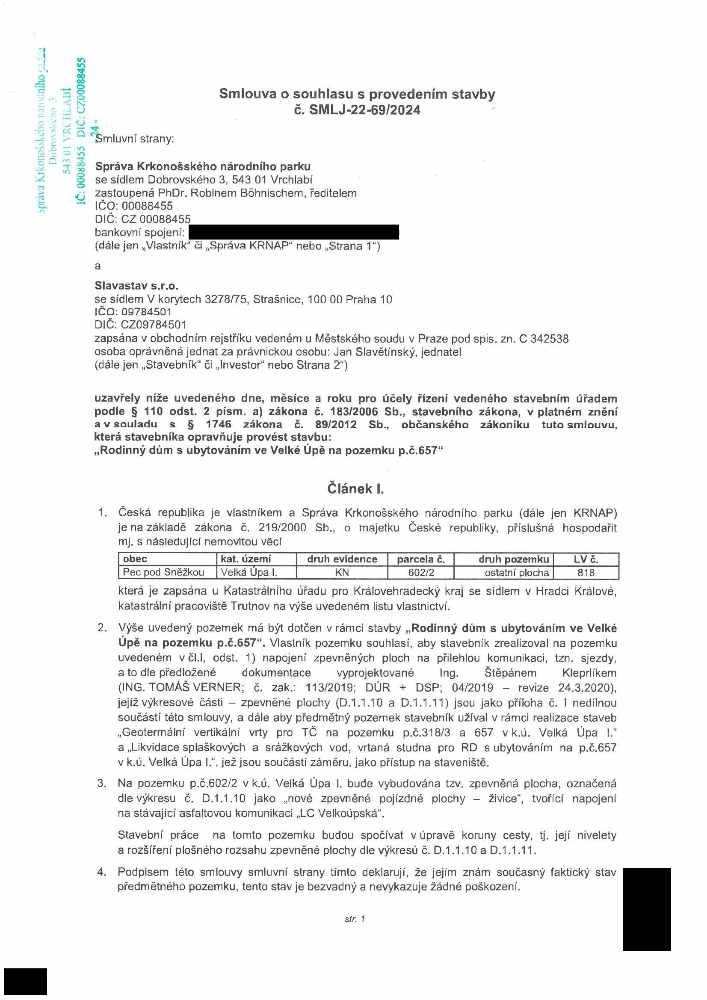 Správa Krkonošského národního
Dobrovského 3
543 01 VRCHLABÍ
IČ: 00088455 DIČ: CZ00088455
- 24 -
Smlouva o souhlasu s provedením stavby
č. SMLJ-22-69/2024
Smluvní strany:
Správa Krkonošského národního parku
se sídlem Dobrovského 3, 543 01 Vrchlabí
zastoupená PhDr. Robinem Böhnischem, ředitelem
IČO: 00088455
DIČ: CZ 00088455
bankovní spojení:
(dále jen „Vlastník“ či „Správa KRNAP“ nebo „Strana 1“)
a
Slavastav s.r.o.
se sídlem V korytech 3278/75, Strašnice, 100 00 Praha 10
IČO: 09784501
DIČ: CZ09784501
zapsána v obchodním rejstříku vedeném u Městského soudu v Praze pod spis. zn. C 342538
osoba oprávněná jednat za právnickou osobu: Jan Slavětínský, jednatel
(dále jen „Stavebník“ či „Investor“ nebo Strana 2“)
uzavřely níže uvedeného dne, měsíce a roku pro účely řízení vedeného stavebním úřadem
podle § 110 odst. 2 písm. a) zákona č. 183/2006 Sb., stavebního zákona, v platném znění
a v souladu s § 1746 zákona č. 89/2012 Sb., občanského zákoníku tuto smlouvu,
která stavebníka opravňuje provést stavbu:
„Rodinný dům s ubytováním ve Velké Úpě na pozemku p.č.657“
Článek I.
1. Česká republika je vlastníkem a Správa Krkonošského národního parku (dále jen KRNAP)
je na základě zákona č. 219/2000 Sb., o majetku České republiky, příslušná hospodařit
mj. s následující nemovitou věcí
obec kat. území druh evidence parcela č. druh pozemku LV č.
Pec pod Sněžkou Velká Úpa I. KN 602/2 ostatní plocha 818
která je zapsána u Katastrálního úřadu pro Královehradecký kraj se sídlem v Hradci Králové,
katastrální pracoviště Trutnov na výše uvedeném listu vlastnictví.
2. Výše uvedený pozemek má být dotčen v rámci stavby „Rodinný dům s ubytováním ve Velké
Úpě na pozemku p.č.657“. Vlastník pozemku souhlasí, aby stavebník zrealizoval na pozemku
uvedeném v čl.I, odst. 1) napojení zpevněných ploch na přilehlou komunikaci, tzn. sjezdy,
a to dle předložené dokumentace vyprojektované Ing. Štěpánem Kleprlíkem
(ING. TOMÁŠ VERNER; č. zak.: 113/2019; DÚR + DSP; 04/2019 – revize 24.3.2020),
jejíž výkresové části – zpevněné plochy (D.1.1.10 a D.1.1.11) jsou jako příloha č. 1 nedílnou
součástí této smlouvy, a dále aby předmětný pozemek stavebník užíval v rámci realizace staveb
„Geotermální vertikální vrty pro TČ na pozemku p.č.318/3 a 657 v k.ú. Velká Úpa I.“
a „Likvidace splaškových a srážkových vod, vrtaná studna pro RD s ubytováním na p.č.657
v k.ú. Velká Úpa I.“, jež jsou součástí záměru, jako přístup na staveniště.
3. Na pozemku p.č.602/2 v k.ú. Velká Úpa I. bude vybudována tzv. zpevněná plocha, označená
dle výkresu č. D.1.1.10 jako „nové zpevněné pojízdné plochy – živice“, tvořící napojení
na stávající asfaltovou komunikaci „LC Velkoúpská“.
Stavební práce na tomto pozemku budou spočívat v úpravě koruny cesty, tj. její nivelety
a rozšíření plošného rozsahu zpevněné plochy dle výkresů č. D.1.1.10 a D.1.1.11.
4. Podpisem této smlouvy smluvní strany tímto deklarují, že jejím znám současný faktický stav
předmětného pozemku, tento stav je bezvadný a nevykazuje žádné poškození.
str. 1